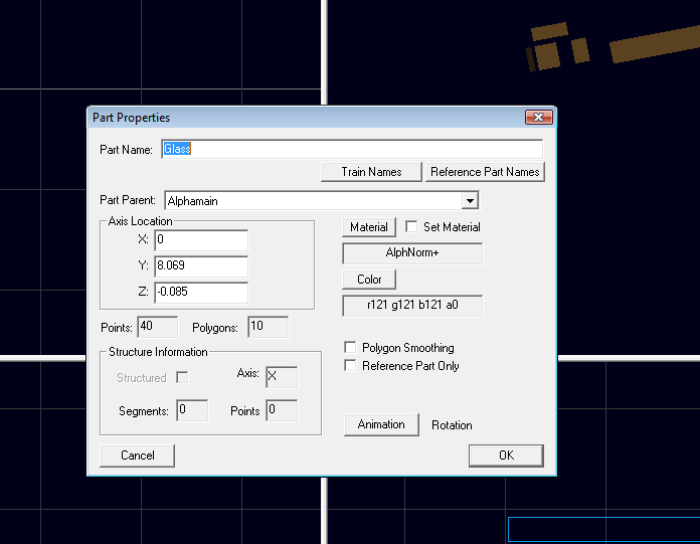 Part Properties
Part Name: Glass
Train Names Reference Part Names
Part Parent: Alphamain
Axis Location
X: 0
Y: 8.069
Z: -0.085
Material Set Material
AlphNorm+
Color
r121 g121 b121 a0
Points: 40 Polygons: 10
Structure Information
Structured Axis: X
Segments: 0 Points 0
Polygon Smoothing
Reference Part Only
Animation Rotation
Cancel OK